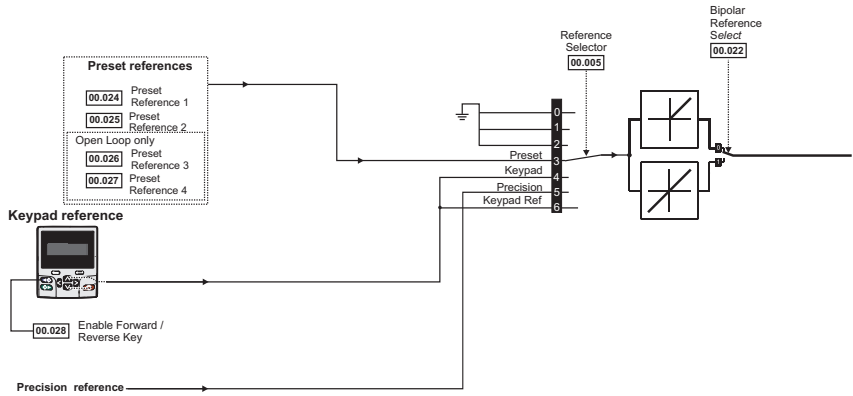 Bipolar
Reference
Select
00.022
Reference
Selector
00.005
Preset references
00.024 Preset
Reference 1
00.025 Preset
Reference 2
Open Loop only
00.026 Preset
Reference 3
00.027 Preset
Reference 4
0
1
2
Preset 3
Keypad 4
Precision 5
Keypad Ref 6
Keypad reference
00.028 Enable Forward /
Reverse Key
Precision reference